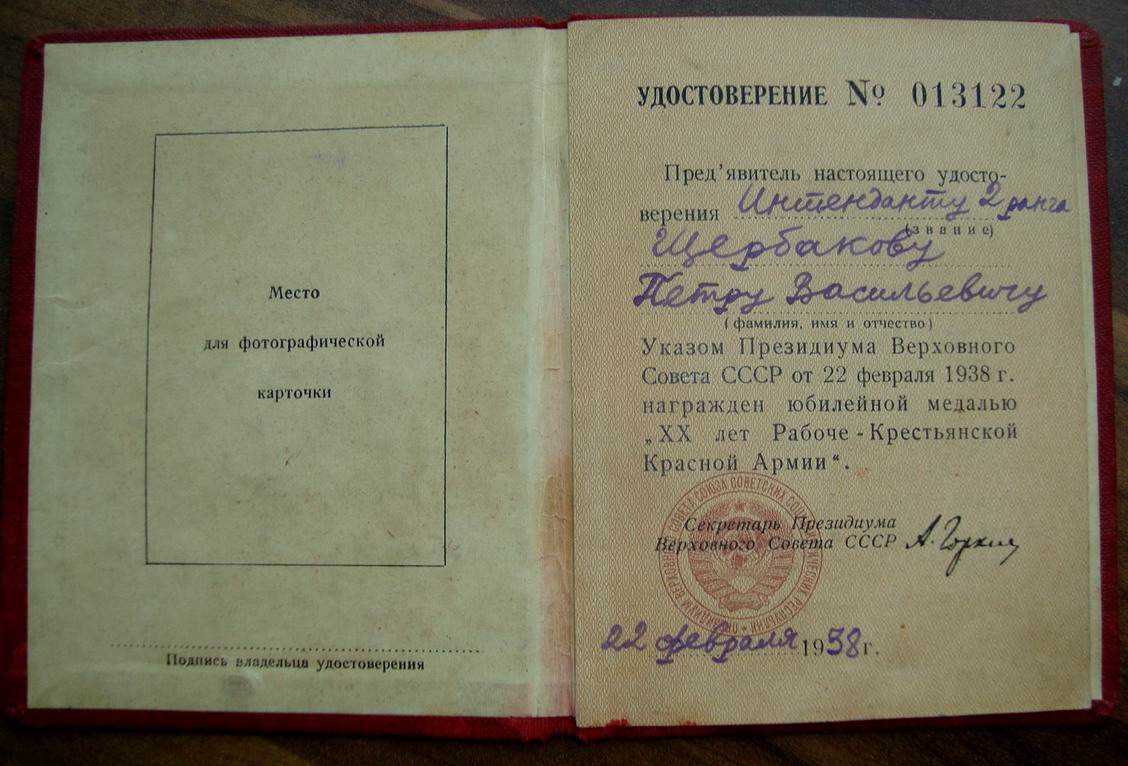 Место
для фотографической
карточки
Подпись владельца удостоверения
УДОСТОВЕРЕНИЕ № 013122
Пред'явитель настоящего удосто-
верения Интенданту 2 ранга
(звание)
Щербакову
Петру Васильевичу
(фамилия, имя и отчество)
Указом Президиума Верховного
Совета СССР от 22 февраля 1938 г.
награжден юбилейной медалью
„XX лет Рабоче-Крестьянской
Красной Армии“.
Секретарь Президиума
Верховного Совета СССР А. Горкин
22 февраля 1938 г.